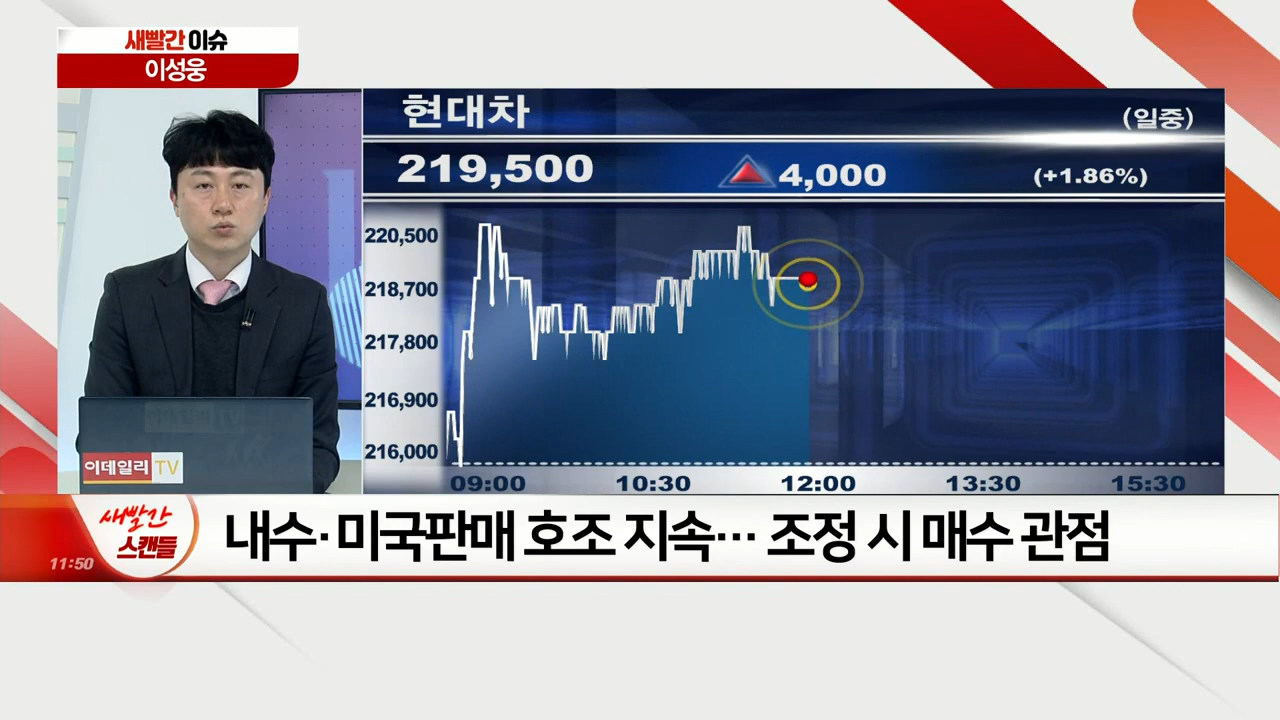 새빨간 이슈
이성웅
현대차
(일중)
219,500 ▲ 4,000 (+1.86%)
220,500
218,700
217,800
216,900
216,000
09:00 10:30 12:00 13:30 15:30
이데일리 TV
새빨간
스캔들
11:50
내수·미국판매 호조 지속… 조정 시 매수 관점